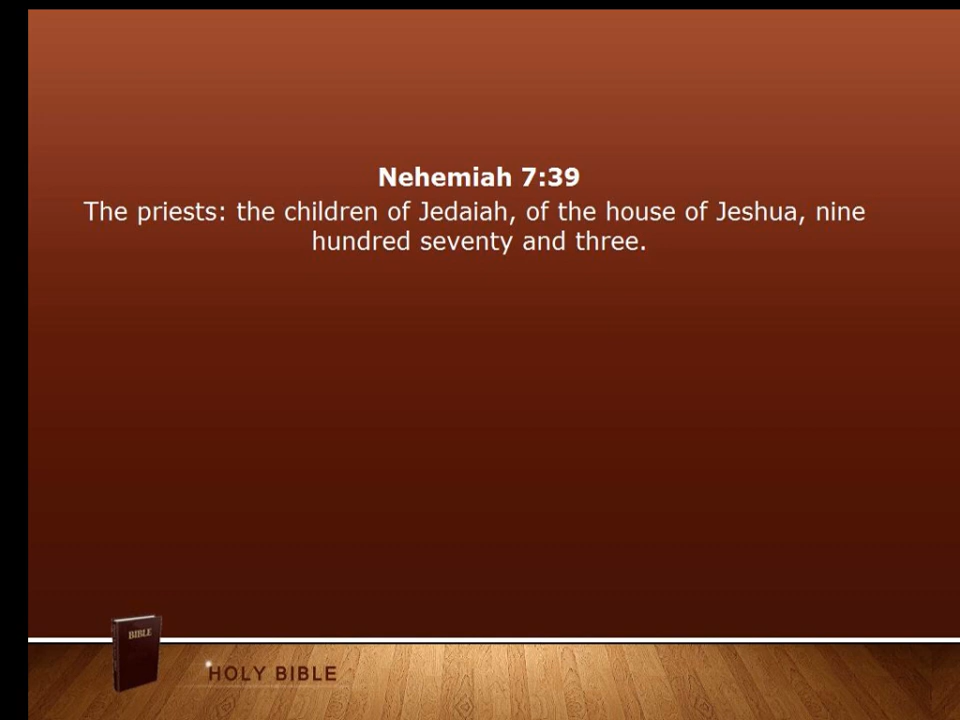 Nehemiah 7:39
The priests: the children of Jedaiah, of the house of Jeshua, nine
hundred seventy and three.
BIBLE
HOLY BIBLE